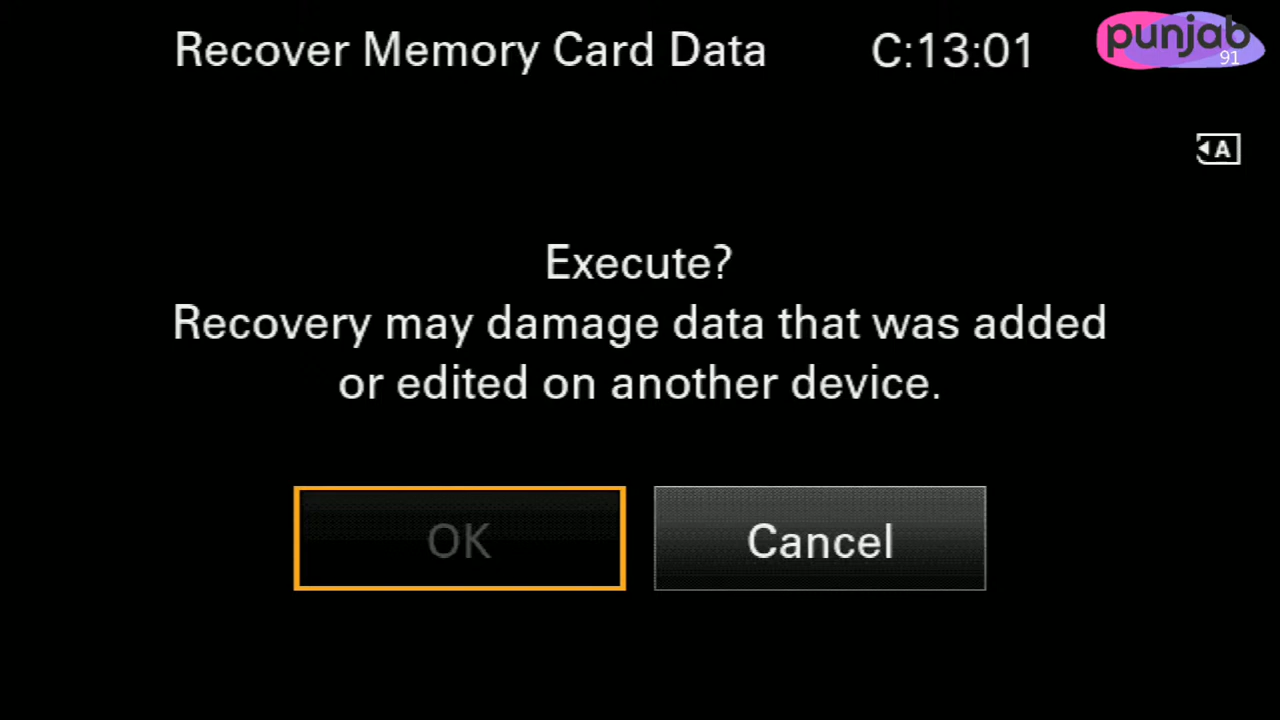 Recover Memory Card Data C:13:01
punjab
91
A
Execute?
Recovery may damage data that was added
or edited on another device.
OK Cancel